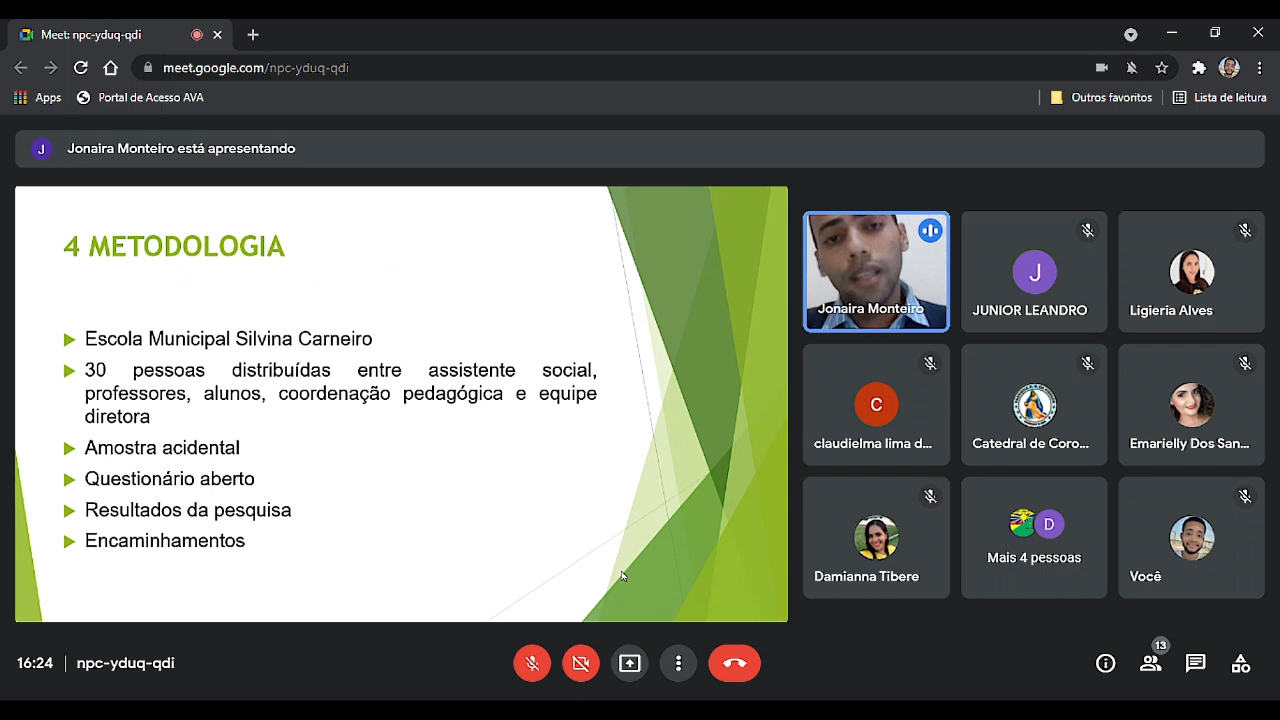 Meet: npc-yduq-qdi
meet.google.com/npc-yduq-qdi
Apps
Portal de Acesso AVA
Outros favoritos
Lista de leitura
J
Jonaira Monteiro está apresentando
4 METODOLOGIA
Escola Municipal Silvina Carneiro
30 pessoas distribuídas entre assistente social,
professores, alunos, coordenação pedagógica e equipe
diretora
Amostra acidental
Questionário aberto
Resultados da pesquisa
Encaminhamentos
Jonaira Monteiro
J
JUNIOR LEANDRO
Ligieria Alves
C
claudielma lima d...
Catedral de Coro...
Emarielly Dos San...
Damianna Tibere
D
Mais 4 pessoas
Você
16:24
npc-yduq-qdi
13